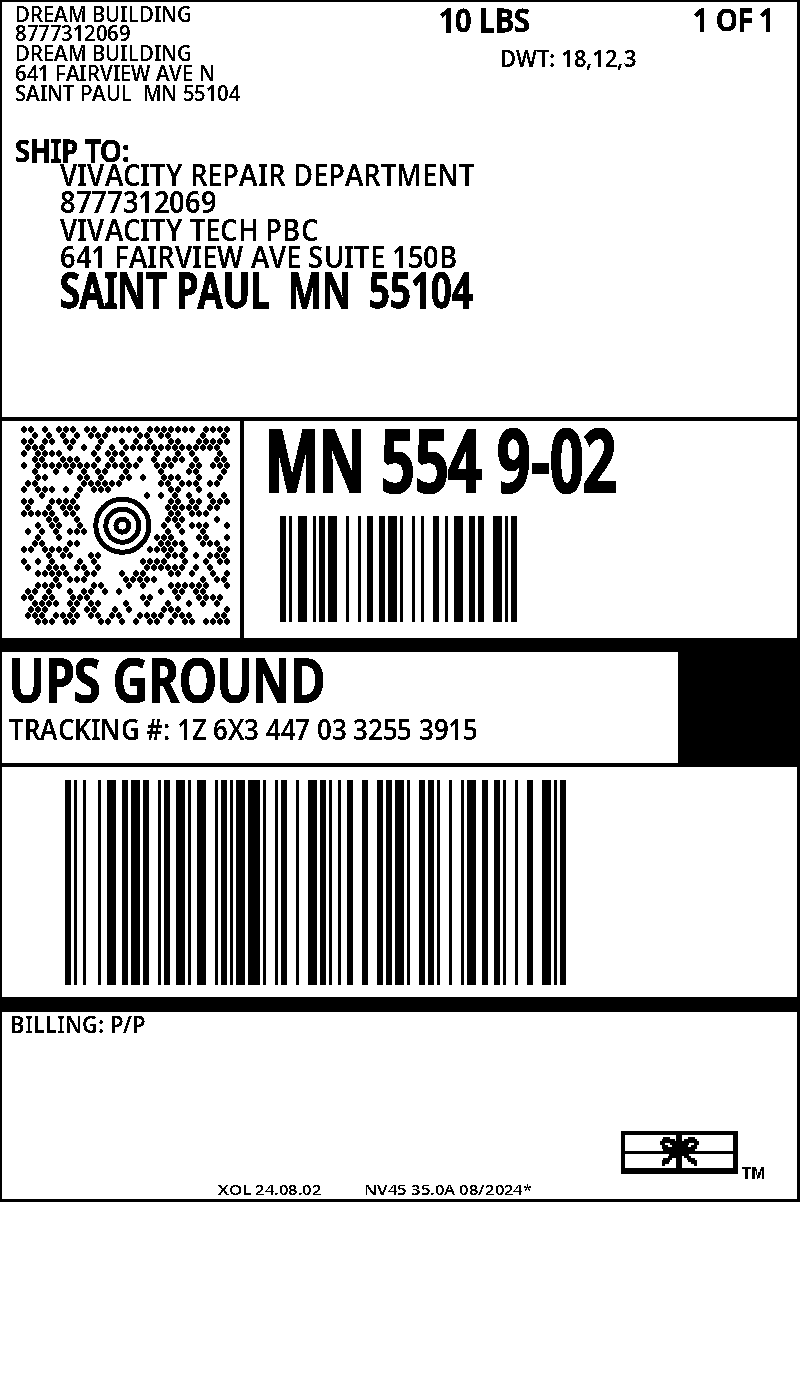 DREAM BUILDING
8777312069
DREAM BUILDING
641 FAIRVIEW AVE N
SAINT PAUL  MN 55104
10 LBS
1 OF 1
DWT: 18,12,3
SHIP TO:
VIVACITY REPAIR DEPARTMENT
8777312069
VIVACITY TECH PBC
641 FAIRVIEW AVE SUITE 150B
SAINT PAUL  MN  55104
MN 554 9-02
UPS GROUND
TRACKING #: 1Z 6X3 447 03 3255 3915
BILLING: P/P
TM
XOL 24.08.02 NV45 35.0A 08/2024*